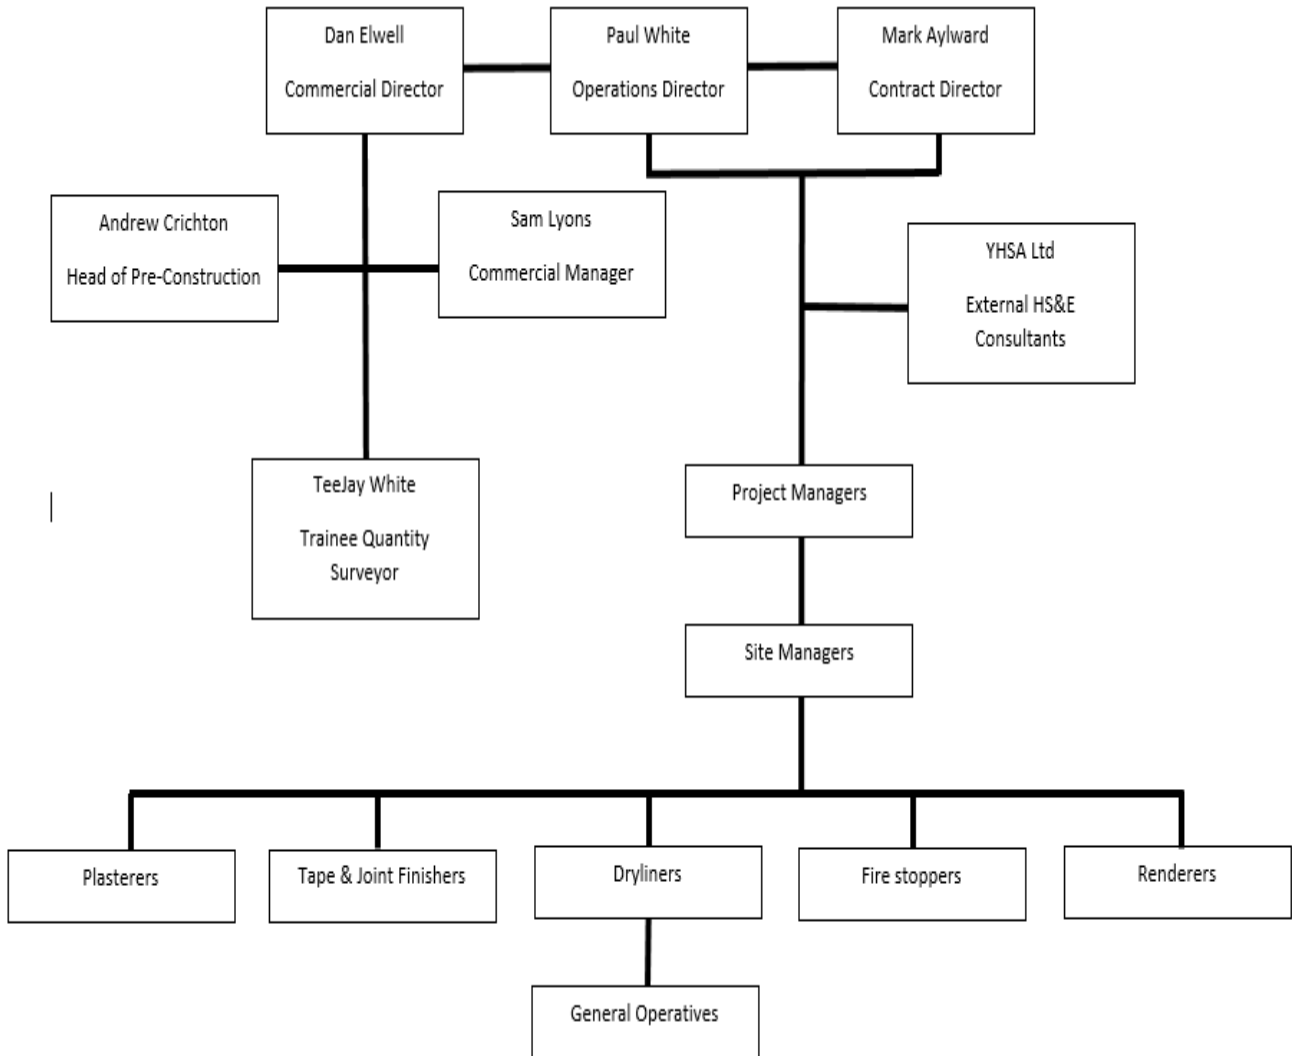 Dan Elwell
Commercial Director
Paul White
Operations Director
Mark Aylward
Contract Director
Andrew Crichton
Head of Pre-Construction
Sam Lyons
Commercial Manager
YHSA Ltd
External HS&E
Consultants
TeeJay White
Trainee Quantity
Surveyor
Project Managers
Site Managers
Plasterers
Tape & Joint Finishers
Dryliners
Fire stoppers
Renderers
General Operatives